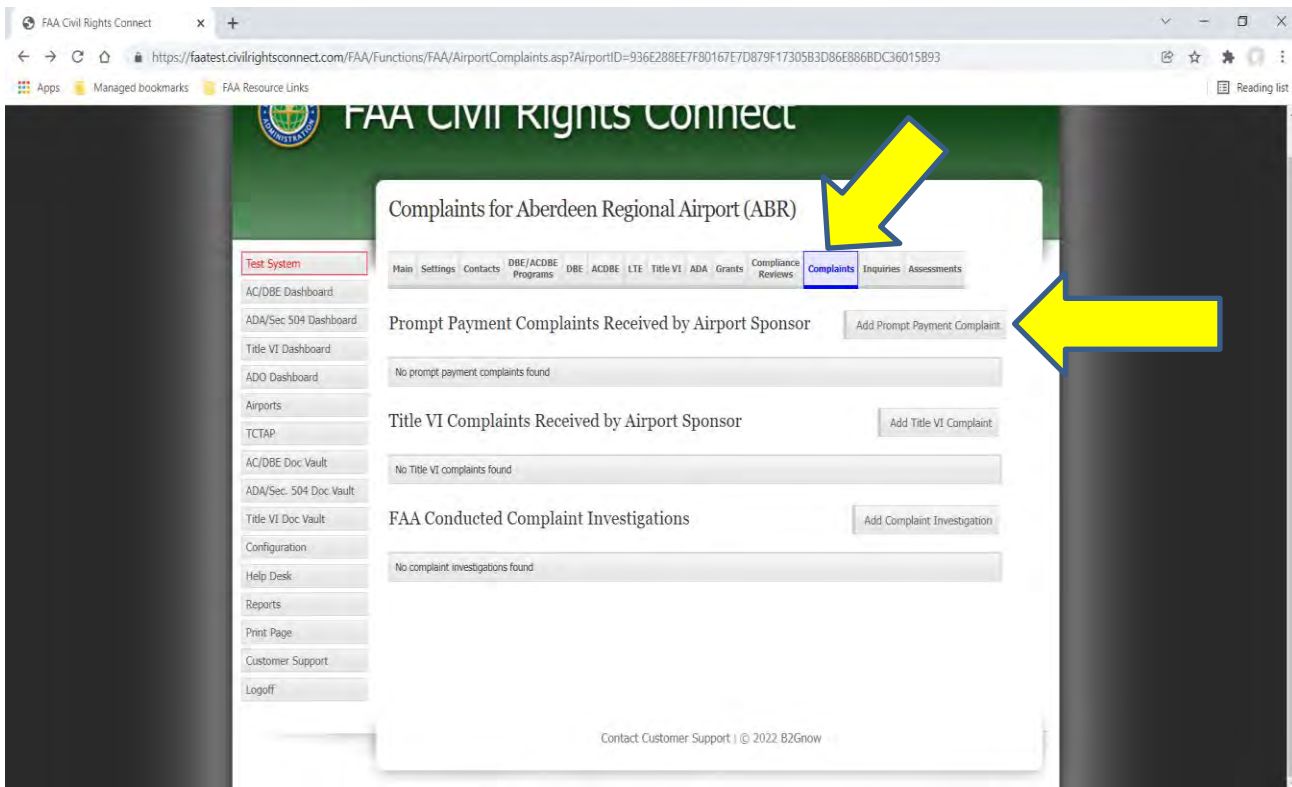 FAA Civil Rights Connect
https://faatest.civilrightsconnect.com/FAA/Functions/FAA/AirportComplaints.asp?AirportID=936E288EE7F80167E7D879F17305B3D86E886BDC36015B93
Apps Managed bookmarks FAA Resource Links Reading list
ADMINISTRATION
FAA Civil Rights Connect
Complaints for Aberdeen Regional Airport (ABR)
Main Settings Contacts DBE/ACDBE Programs DBE ACDBE LTE Title VI ADA Grants Compliance Reviews Complaints Inquiries Assessments
Test System
AC/DBE Dashboard
ADA/Sec 504 Dashboard
Title VI Dashboard
ADO Dashboard
Airports
TCTAP
AC/DBE Doc Vault
ADA/Sec. 504 Doc Vault
Title VI Doc Vault
Configuration
Help Desk
Reports
Print Page
Customer Support
Logoff
Prompt Payment Complaints Received by Airport Sponsor Add Prompt Payment Complaint
No prompt payment complaints found
Title VI Complaints Received by Airport Sponsor Add Title VI Complaint
No Title VI complaints found
FAA Conducted Complaint Investigations Add Complaint Investigation
No complaint investigations found
Contact Customer Support | © 2022 B2Gnow